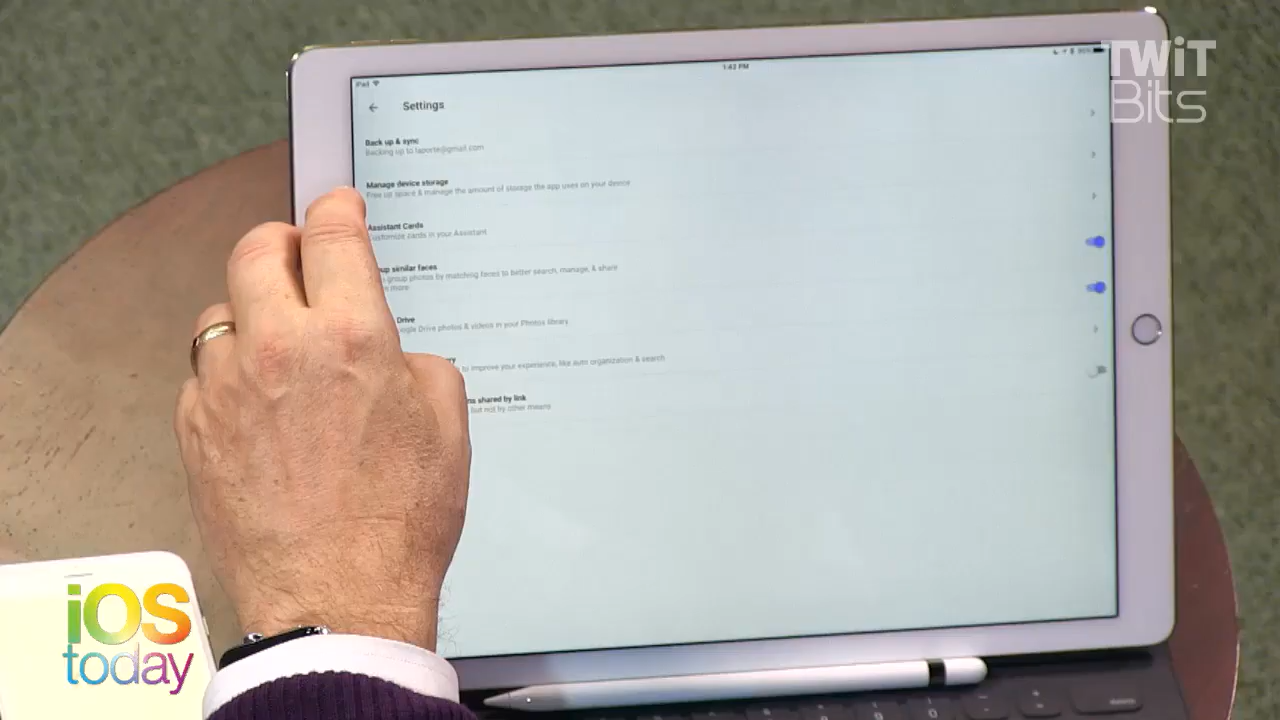 TWiT
Bits
iPad
1:43 PM
Settings
Back up & sync
Backing up to laporte@gmail.com
Manage device storage
Free up space & manage the amount of storage the app uses on your device
Assistant Cards
Customize cards in your Assistant
up similar faces
group photos by matching faces to better search, manage, & share
more
Drive
Drive photos & videos in your Photos library
to improve your experience, like auto organization & search
shared by link
but not by other means
iOS
today